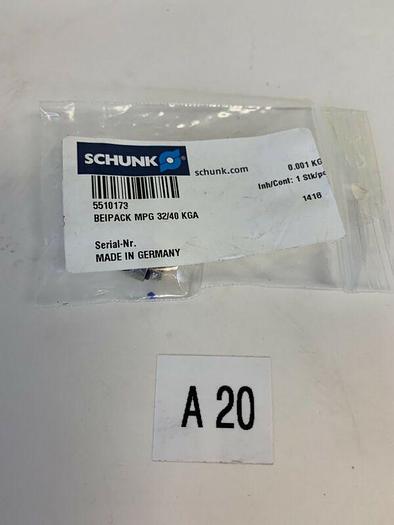 SCHUNK
schunk.com
0.001 KG
Inh/Cont: 1 Stk/pc
5510173
1418
BEIPACK MPG 32/40 KGA
Serial-Nr.
MADE IN GERMANY
A 20